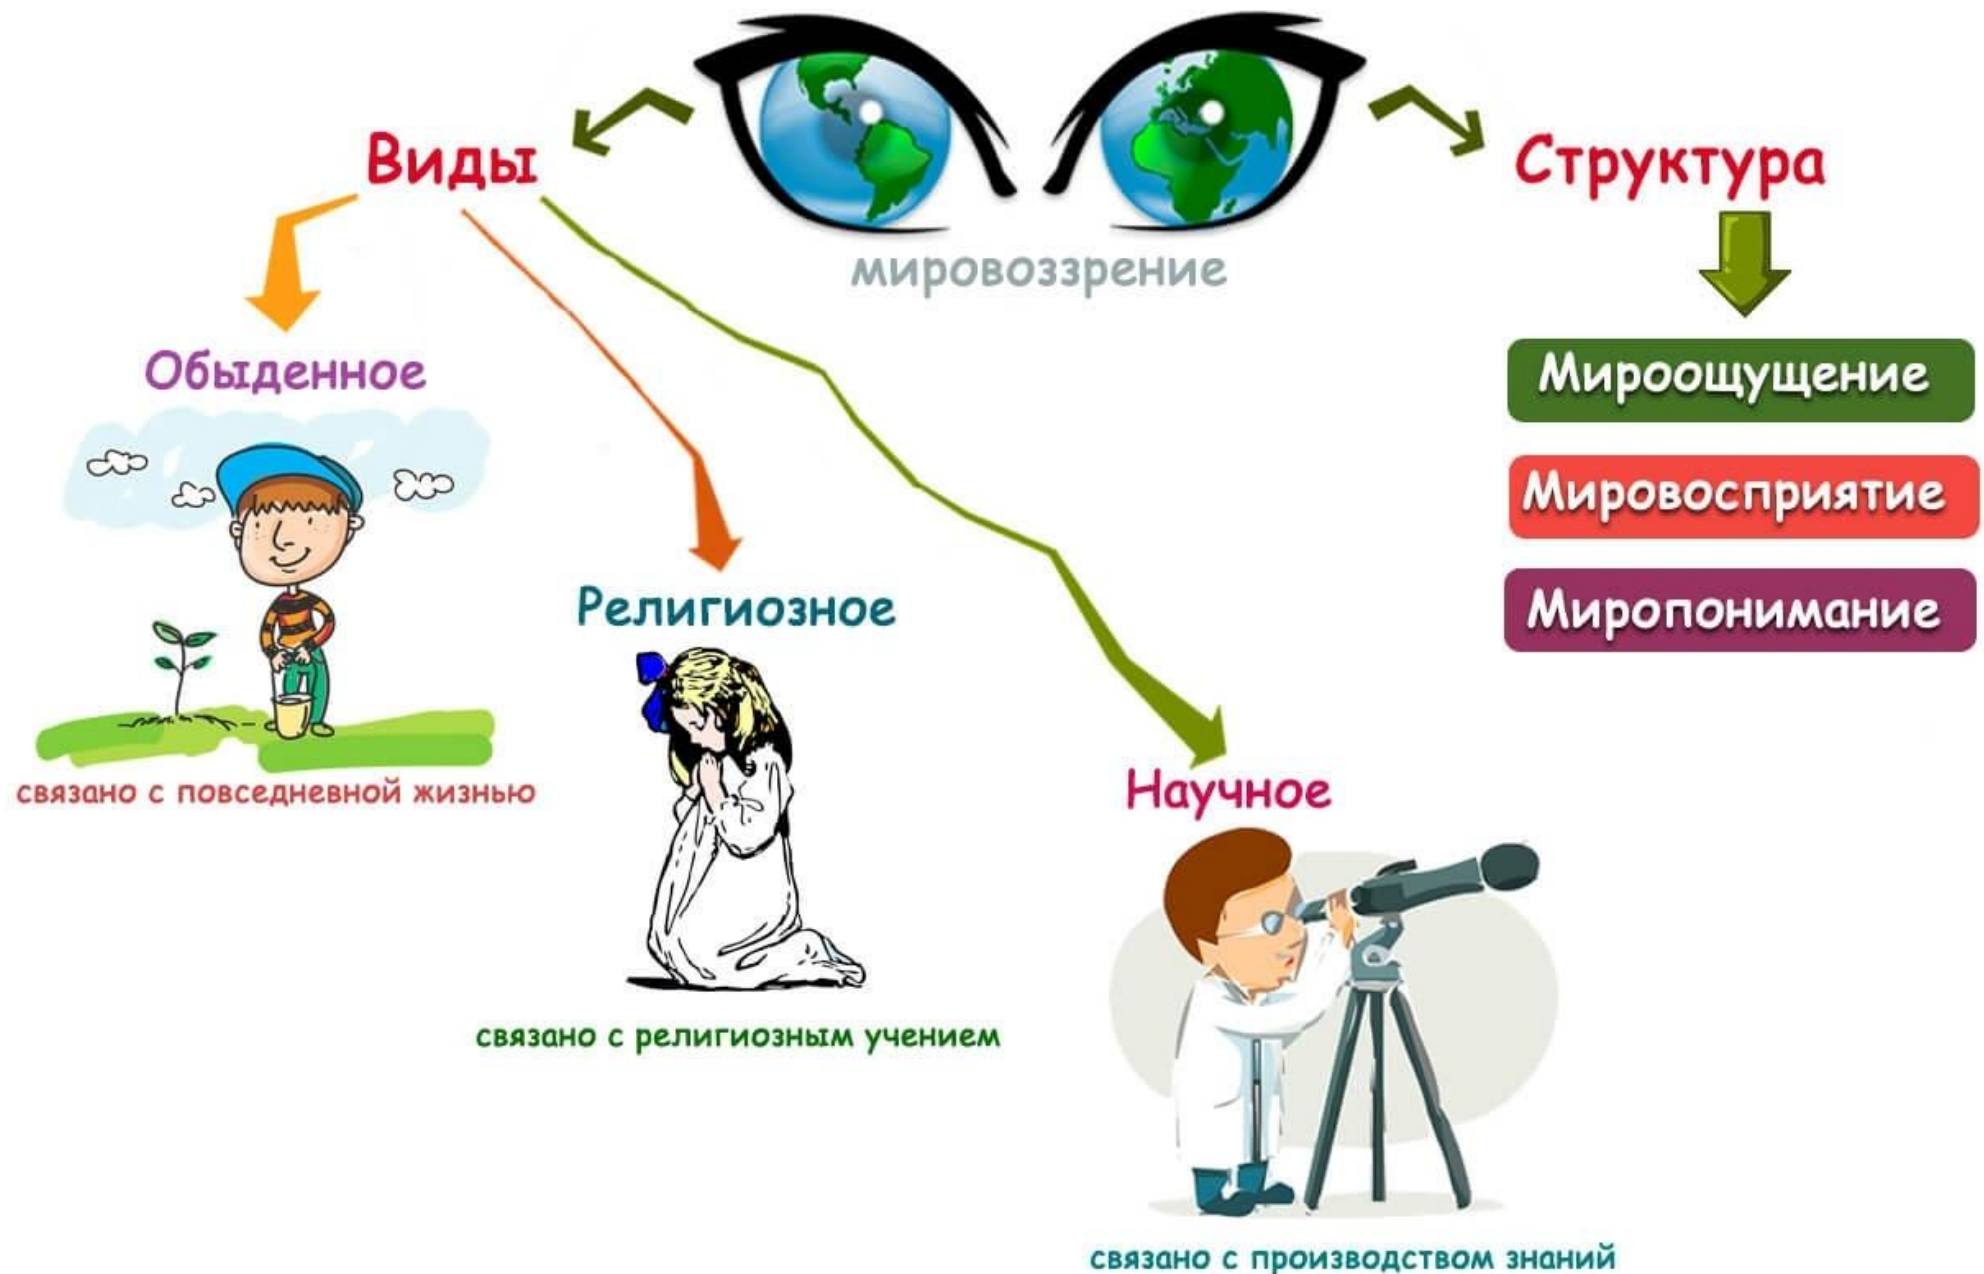 мировоззрение
Виды
Обыденное
связано с повседневной жизнью
Религиозное
связано с религиозным учением
Научное
связано с производством знаний
Структура
Мироощущение
Мировосприятие
Миропонимание